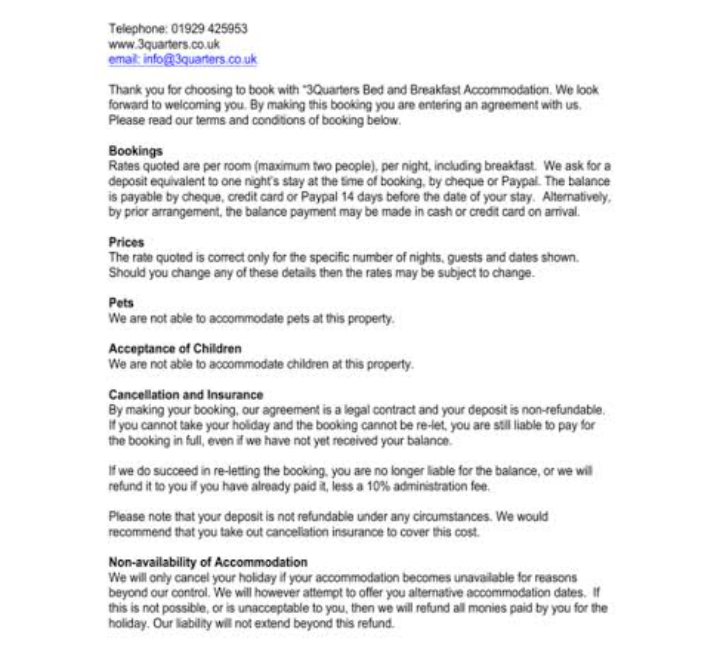 Telephone: 01929 425953
www.3quarters.co.uk
email: info@3quarters.co.uk
Thank you for choosing to book with "3Quarters Bed and Breakfast Accommodation. We look
forward to welcoming you. By making this booking you are entering an agreement with us.
Please read our terms and conditions of booking below.
Bookings
Rates quoted are per room (maximum two people), per night, including breakfast. We ask for a
deposit equivalent to one night's stay at the time of booking, by cheque or Paypal. The balance
is payable by cheque, credit card or Paypal 14 days before the date of your stay. Alternatively,
by prior arrangement, the balance payment may be made in cash or credit card on arrival.
Prices
The rate quoted is correct only for the specific number of nights, guests and dates shown.
Should you change any of these details then the rates may be subject to change.
Pets
We are not able to accommodate pets at this property.
Acceptance of Children
We are not able to accommodate children at this property.
Cancellation and Insurance
By making your booking, our agreement is a legal contract and your deposit is non-refundable.
If you cannot take your holiday and the booking cannot be re-let, you are still liable to pay for
the booking in full, even if we have not yet received your balance.
If we do succeed in re-letting the booking, you are no longer liable for the balance, or we will
refund it to you if you have already paid it, less a 10% administration fee.
Please note that your deposit is not refundable under any circumstances. We would
recommend that you take out cancellation insurance to cover this cost.
Non-availability of Accommodation
We will only cancel your holiday if your accommodation becomes unavailable for reasons
beyond our control. We will however attempt to offer you alternative accommodation dates. If
this is not possible, or is unacceptable to you, then we will refund all monies paid by you for the
holiday. Our liability will not extend beyond this refund.